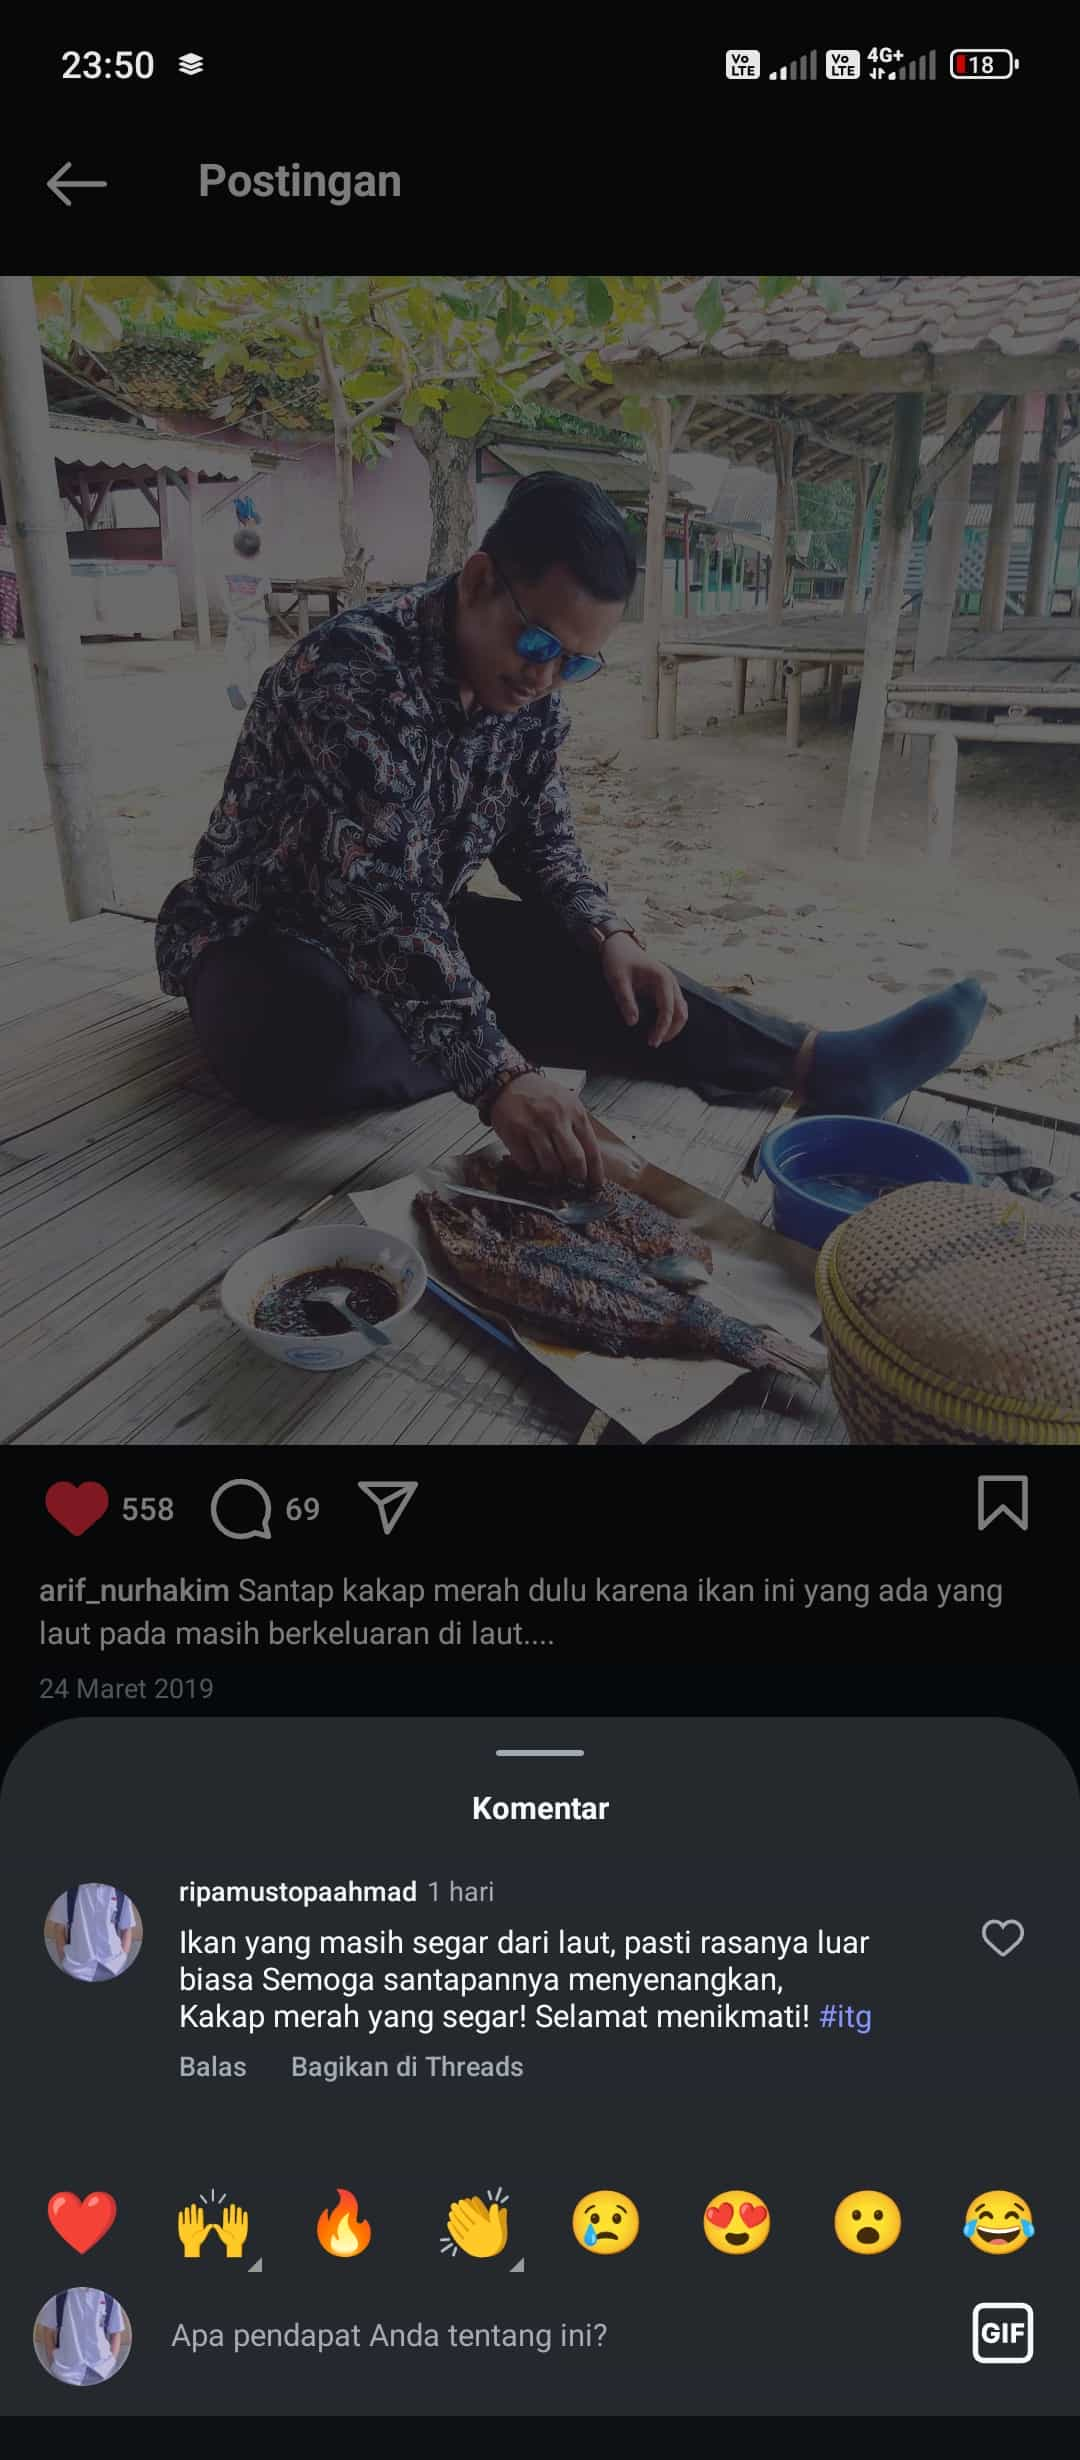 23:50
Vo LTE Vo LTE 4G+ 18
Postingan
558 69
arif_nurhakim Santap kakap merah dulu karena ikan ini yang ada yang
laut pada masih berkeluaran di laut....
24 Maret 2019
Komentar
ripamustopaahmad 1 hari
Ikan yang masih segar dari laut, pasti rasanya luar
biasa Semoga santapannya menyenangkan,
Kakap merah yang segar! Selamat menikmati! #itg
Balas Bagikan di Threads
Apa pendapat Anda tentang ini?
GIF